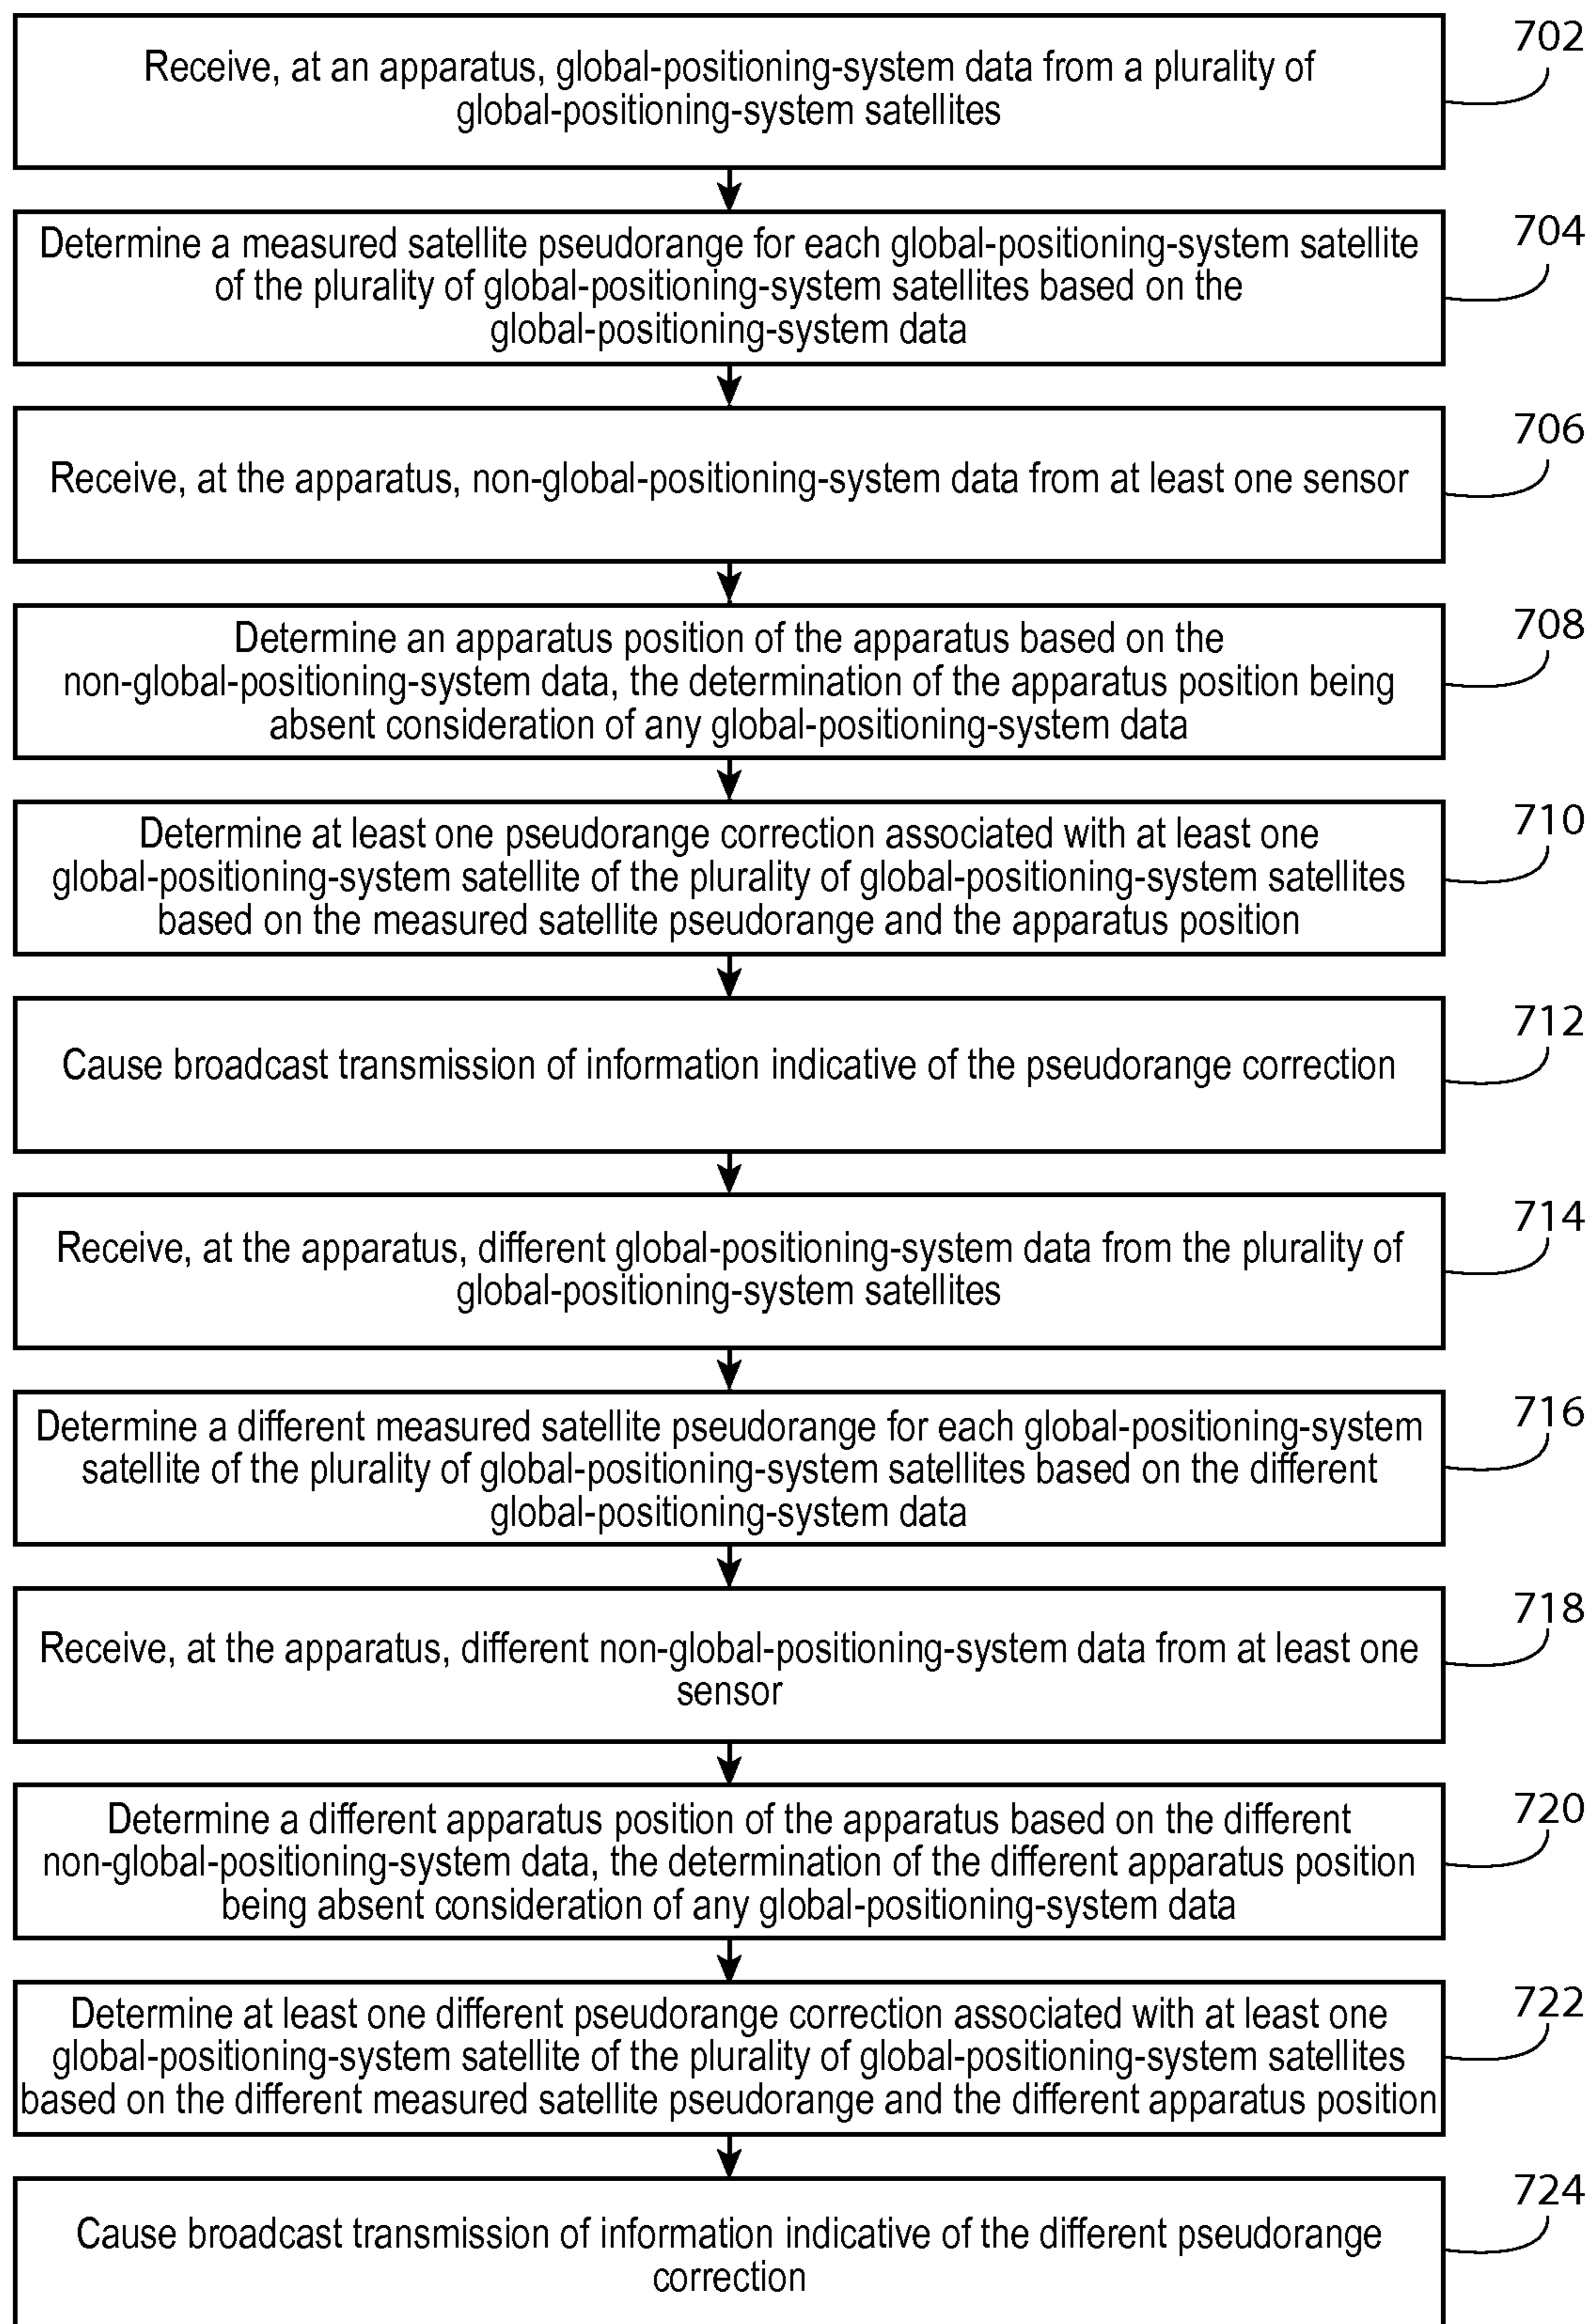 702
Receive, at an apparatus, global-positioning-system data from a plurality of
global-positioning-system satellites
704
Determine a measured satellite pseudorange for each global-positioning-system satellite
of the plurality of global-positioning-system satellites based on the
global-positioning-system data
706
Receive, at the apparatus, non-global-positioning-system data from at least one sensor
708
Determine an apparatus position of the apparatus based on the
non-global-positioning-system data, the determination of the apparatus position being
absent consideration of any global-positioning-system data
710
Determine at least one pseudorange correction associated with at least one
global-positioning-system satellite of the plurality of global-positioning-system satellites
based on the measured satellite pseudorange and the apparatus position
712
Cause broadcast transmission of information indicative of the pseudorange correction
714
Receive, at the apparatus, different global-positioning-system data from the plurality of
global-positioning-system satellites
716
Determine a different measured satellite pseudorange for each global-positioning-system
satellite of the plurality of global-positioning-system satellites based on the different
global-positioning-system data
718
Receive, at the apparatus, different non-global-positioning-system data from at least one
sensor
720
Determine a different apparatus position of the apparatus based on the different
non-global-positioning-system data, the determination of the different apparatus position
being absent consideration of any global-positioning-system data
722
Determine at least one different pseudorange correction associated with at least one
global-positioning-system satellite of the plurality of global-positioning-system satellites
based on the different measured satellite pseudorange and the different apparatus position
724
Cause broadcast transmission of information indicative of the different pseudorange
correction